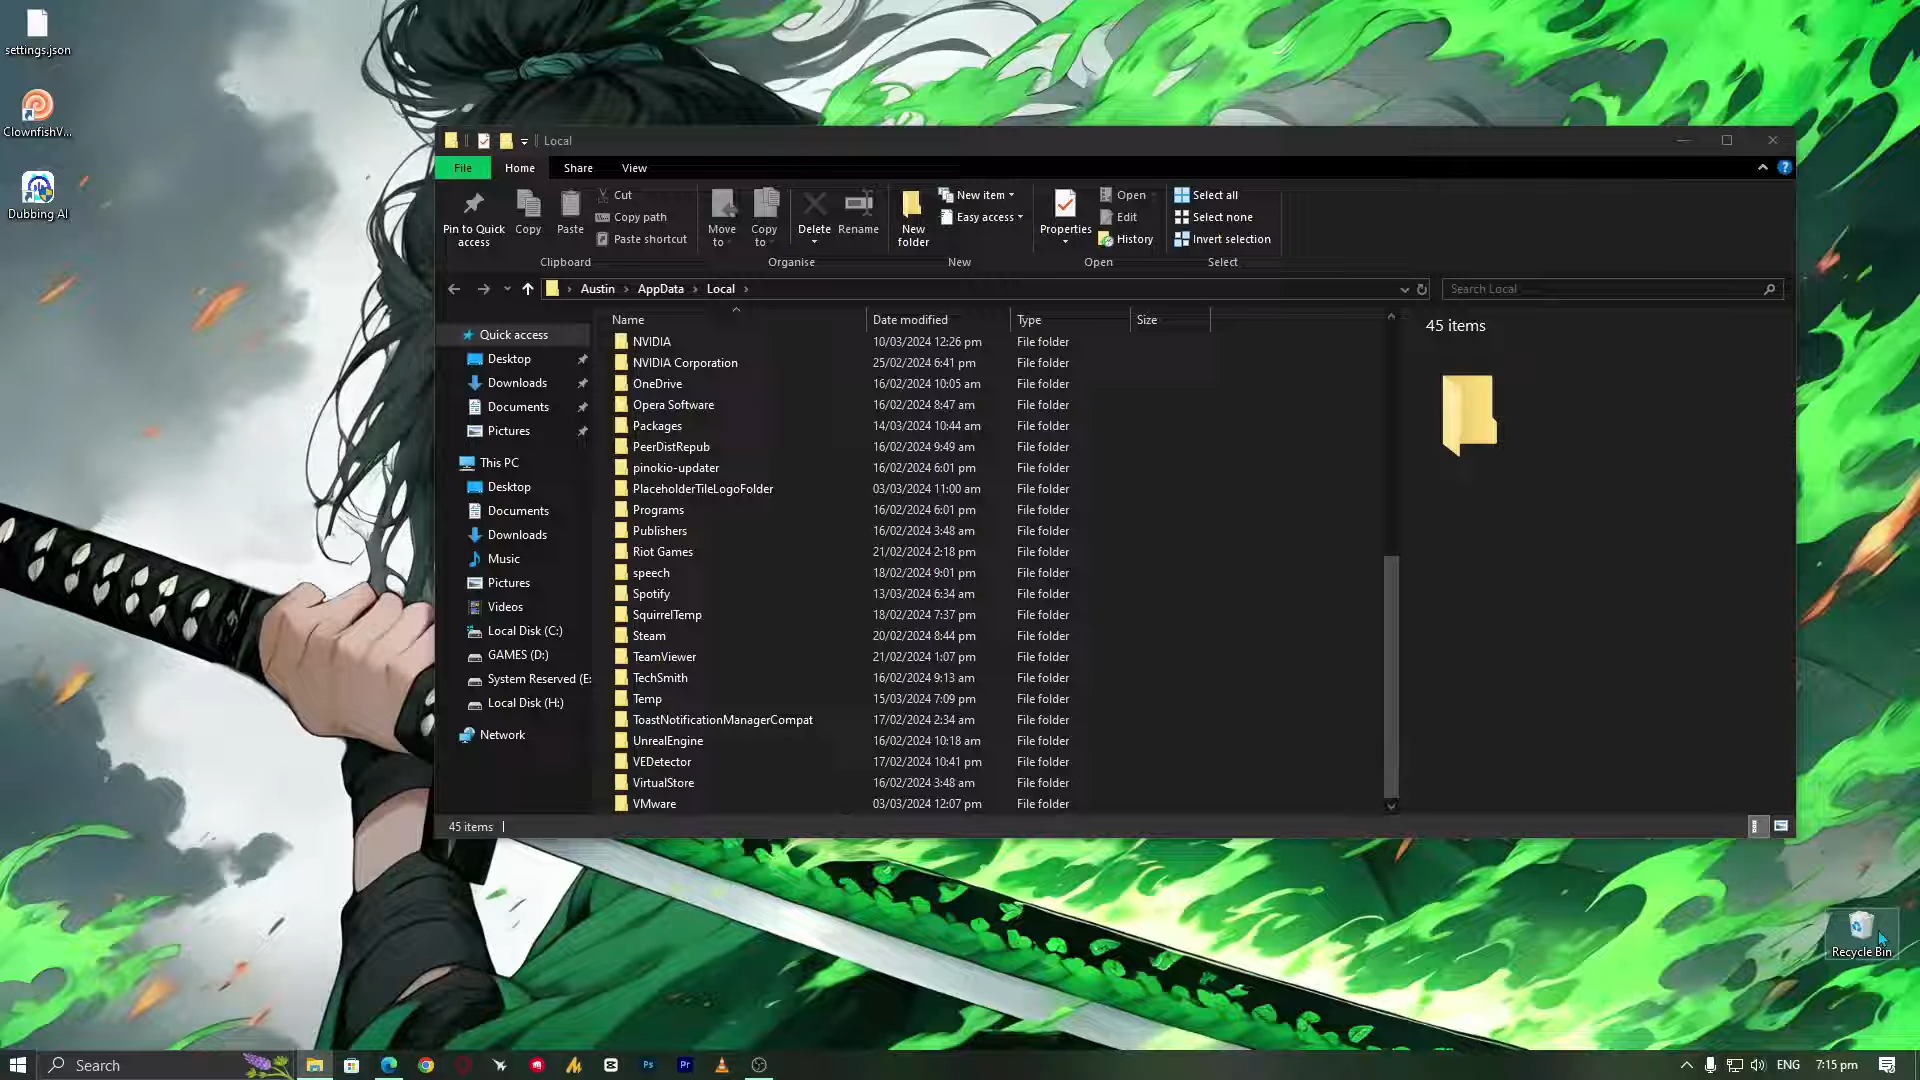 settings.json
ClownfishV...
Dubbing AI
Local
File
Home
Share
View
Pin to Quick access
Copy
Paste
Cut
Copy path
Paste shortcut
Clipboard
Move to
Copy to
Delete
Rename
Organise
New folder
New item
Easy access
New
Properties
Open
Edit
History
Open
Select all
Select none
Invert selection
Select
Austin
AppData
Local
Search Local
Quick access
Desktop
Downloads
Documents
Pictures
This PC
Desktop
Documents
Downloads
Music
Pictures
Videos
Local Disk (C:)
GAMES (D:)
System Reserved (E:
Local Disk (H:)
Network
Name Date modified Type Size
NVIDIA 10/03/2024 12:26 pm File folder
NVIDIA Corporation 25/02/2024 6:41 pm File folder
OneDrive 16/02/2024 10:05 am File folder
Opera Software 16/02/2024 8:47 am File folder
Packages 14/03/2024 10:44 am File folder
PeerDistRepub 16/02/2024 9:49 am File folder
pinokio-updater 16/02/2024 6:01 pm File folder
PlaceholderTileLogoFolder 03/03/2024 11:00 am File folder
Programs 16/02/2024 6:01 pm File folder
Publishers 16/02/2024 3:48 am File folder
Riot Games 21/02/2024 2:18 pm File folder
speech 18/02/2024 9:01 pm File folder
Spotify 13/03/2024 6:34 am File folder
SquirrelTemp 18/02/2024 7:37 pm File folder
Steam 20/02/2024 8:44 pm File folder
TeamViewer 21/02/2024 1:07 pm File folder
TechSmith 16/02/2024 9:13 am File folder
Temp 15/03/2024 7:09 pm File folder
ToastNotificationManagerCompat 17/02/2024 2:34 am File folder
UnrealEngine 16/02/2024 10:18 am File folder
VEDetector 17/02/2024 10:41 pm File folder
VirtualStore 16/02/2024 3:48 am File folder
VMware 03/03/2024 12:07 pm File folder
45 items
45 items
Recycle Bin
Search
Ps
Pr
ENG
7:15 pm